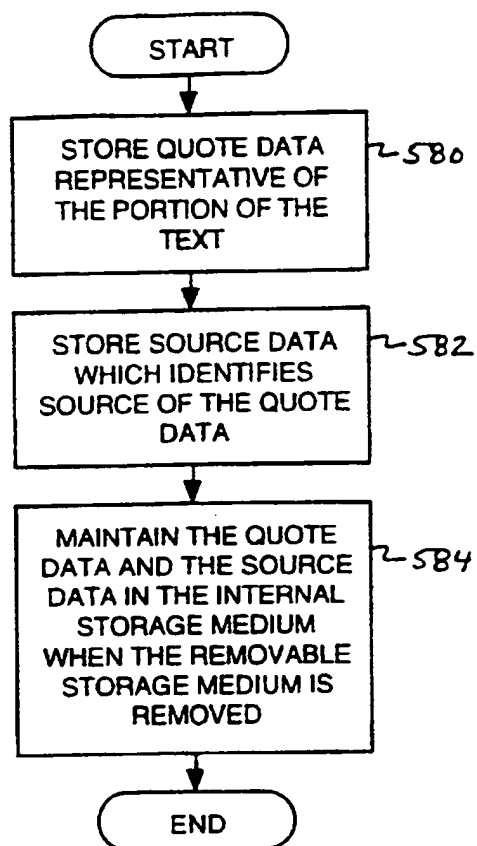 START
STORE QUOTE DATA
REPRESENTATIVE OF
THE PORTION OF THE
TEXT
580
STORE SOURCE DATA
WHICH IDENTIFIES
SOURCE OF THE QUOTE
DATA
582
MAINTAIN THE QUOTE
DATA AND THE SOURCE
DATA IN THE INTERNAL
STORAGE MEDIUM
WHEN THE REMOVABLE
STORAGE MEDIUM IS
REMOVED
584
END